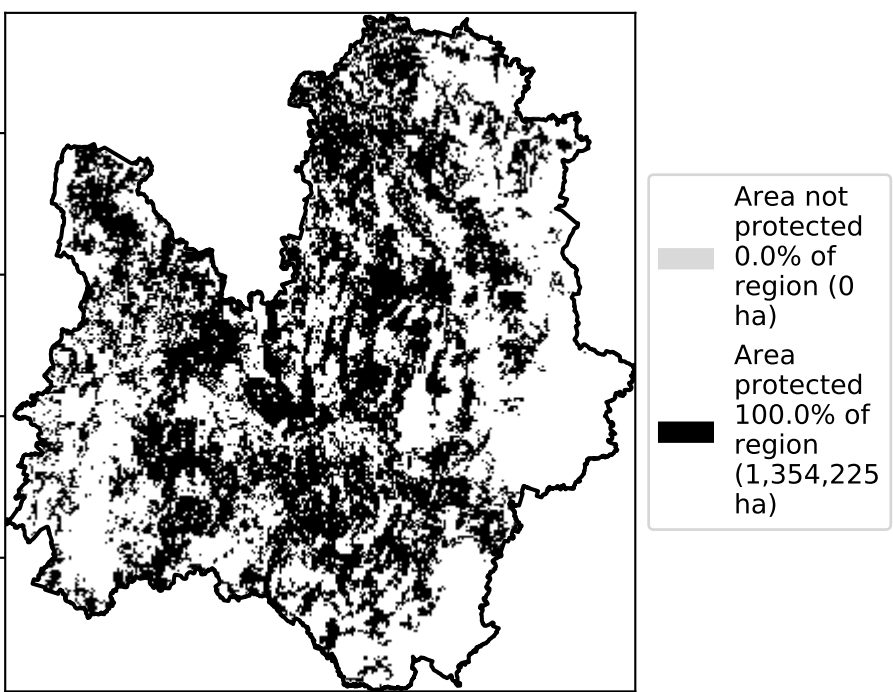 Area not
protected
0.0% of
region (0
ha)
Area
protected
100.0% of
region
(1,354,225
ha)